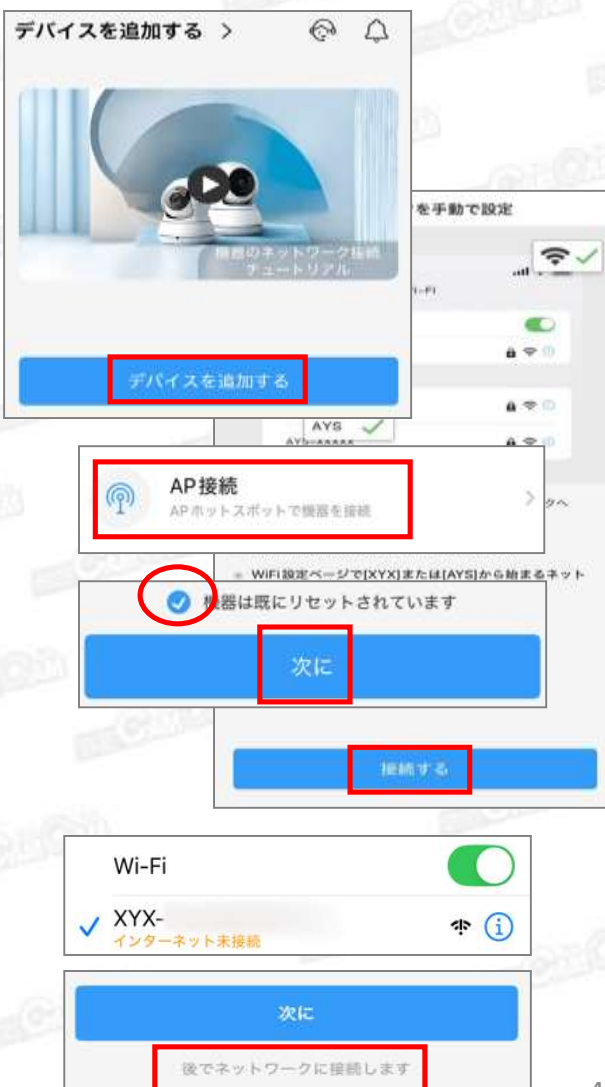 デバイスを追加する >
機器のネットワーク接続
チュートリアル
を手動で設定
デバイスを追加する
AYS
AP接続
APホットスポットで機器を接続
WiFi設定ページで[XYX]または[AYS]から始まるネット
機器は既にリセットされています
次に
接続する
Wi-Fi
XYX-
インターネット未接続
次に
後でネットワークに接続します